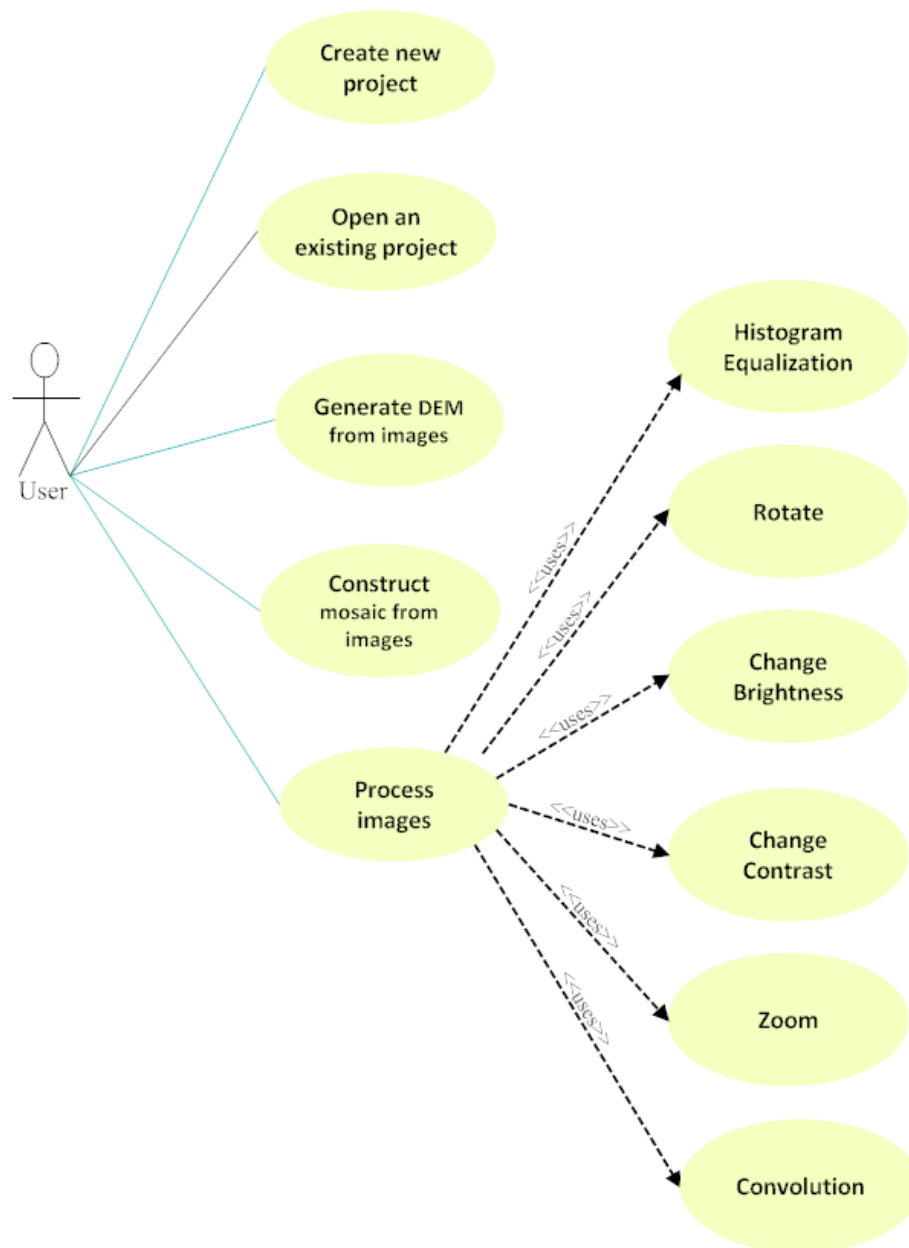 Create new
project
Open an
existing project
Generate DEM
from images
User
Construct
mosaic from
images
Process
images
<<uses>>
<<uses>>
<<uses>>
<<uses>>
<<uses>>
<<uses>>
Histogram
Equalization
Rotate
Change
Brightness
Change
Contrast
Zoom
Convolution